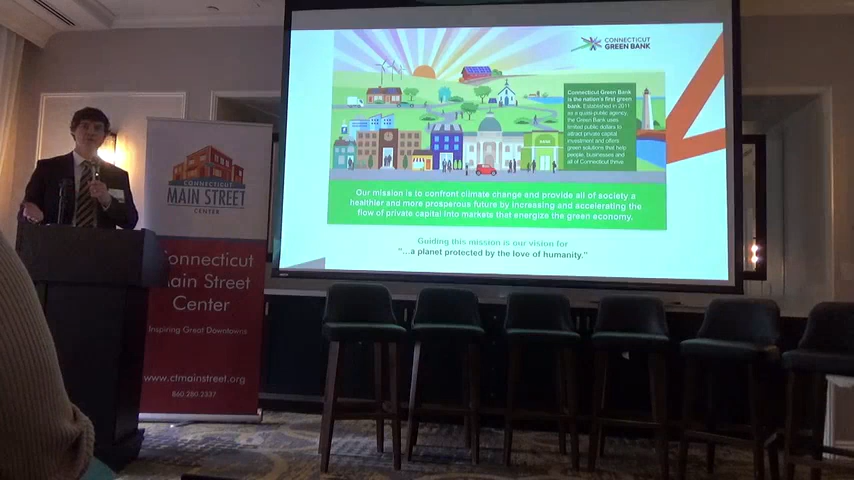 CONNECTICUT
GREEN BANK
Connecticut Green Bank
is the nation's first green
bank. Established in 2011
as a quasi-public agency,
the Green Bank uses
limited public dollars to
attract private capital
investment and offers
green solutions that help
people, businesses and
all of Connecticut thrive.
BANK
Our mission is to confront climate change and provide all of society a
healthier and more prosperous future by increasing and accelerating the
flow of private capital into markets that energize the green economy.
Guiding this mission is our vision for
"...a planet protected by the love of humanity."
CONNECTICUT
MAIN STREET
CENTER
Connecticut
Main Street
Center
Inspiring Great Downtowns
www.ctmainstreet.org
860.280.2337